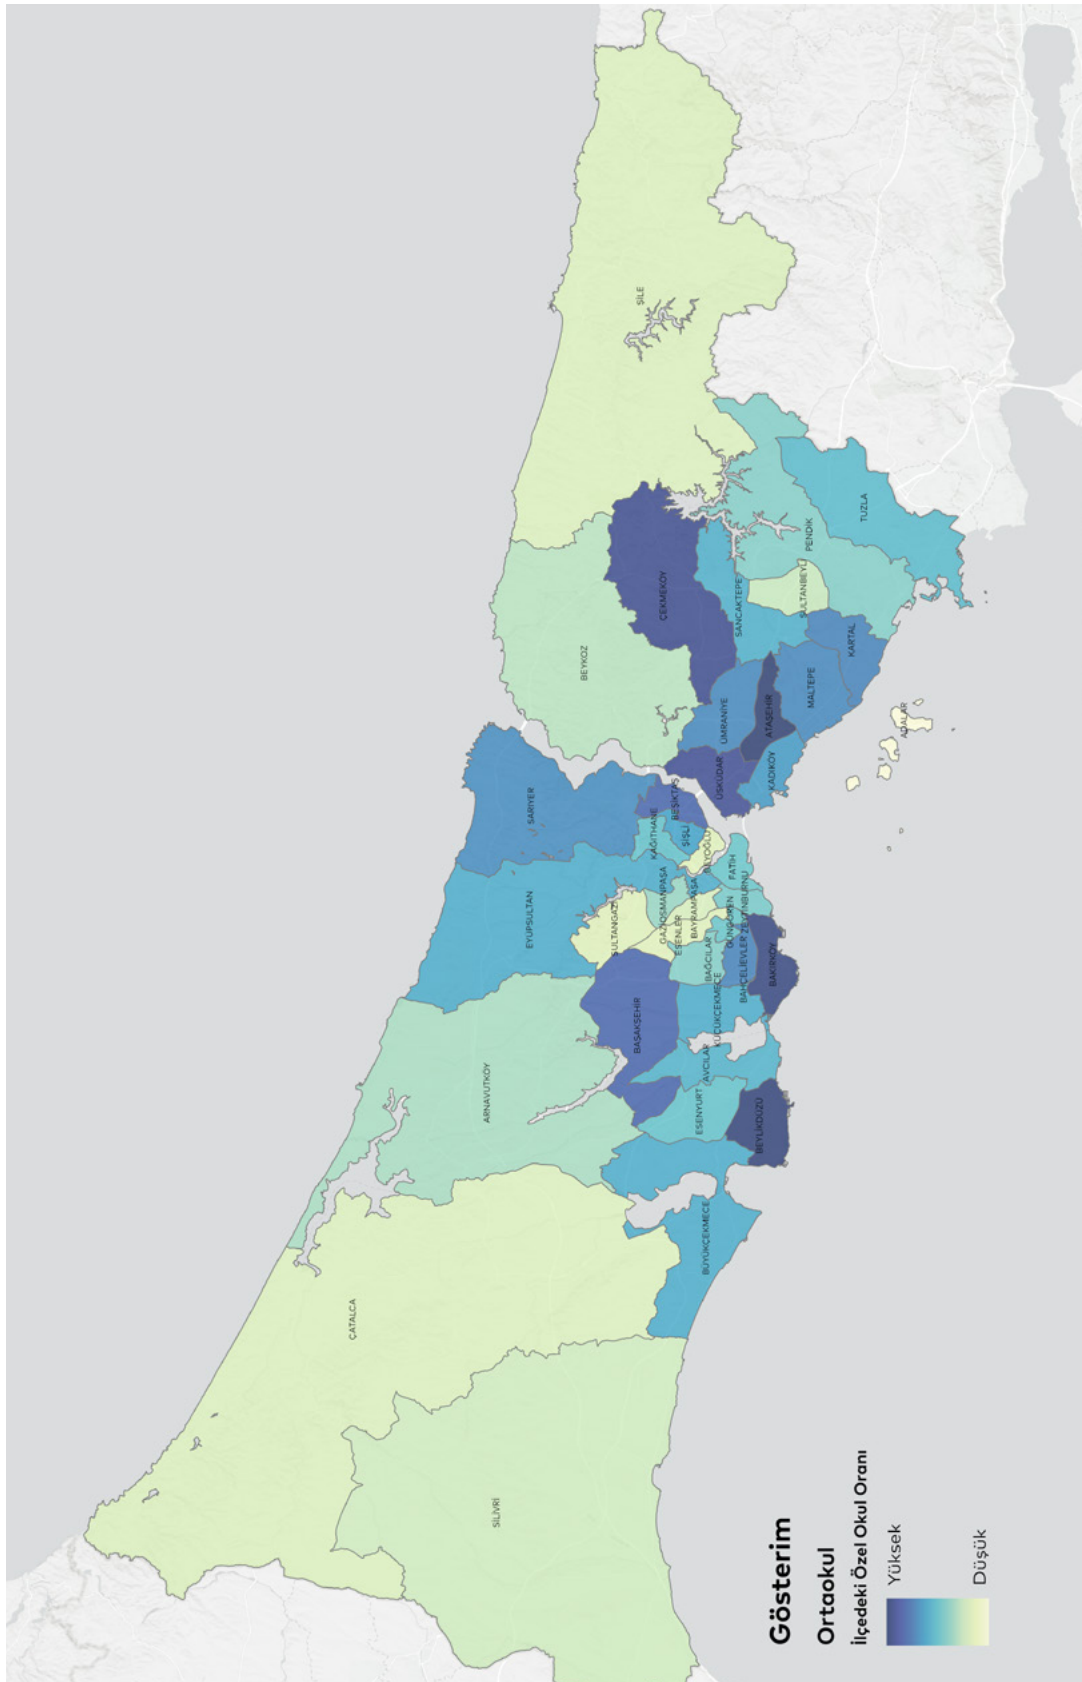 SİLİVRİ
ÇATALCA
BÜYÜKÇEKMECE
ARNAVUTKÖY
ESENYURT
BEYLİKDÜZÜ
AVCILAR
BAŞAKŞEHİR
KÜÇÜKÇEKMECE
BAĞCILAR
BAHÇELİEVLER
BAKIRKÖY
EYÜPSULTAN
SULTANGAZİ
ESENLER
GÜNGÖREN
GAZİOSMANPAŞA
BAYRAMPAŞA
ZEYTİNBURNU
FATİH
SARIYER
KAĞITHANE
ŞİŞLİ
BEYOĞLU
BEŞİKTAŞ
BEYKOZ
ÜSKÜDAR
KADIKÖY
ÜMRANİYE
ATAŞEHİR
ÇEKMEKÖY
SANCAKTEPE
MALTEPE
KARTAL
ADALAR
SULTANBEYLİ
PENDİK
TUZLA
ŞİLE
Gösterim
Ortaokul
İlçedeki Özel Okul Oranı
Yüksek
Düşük